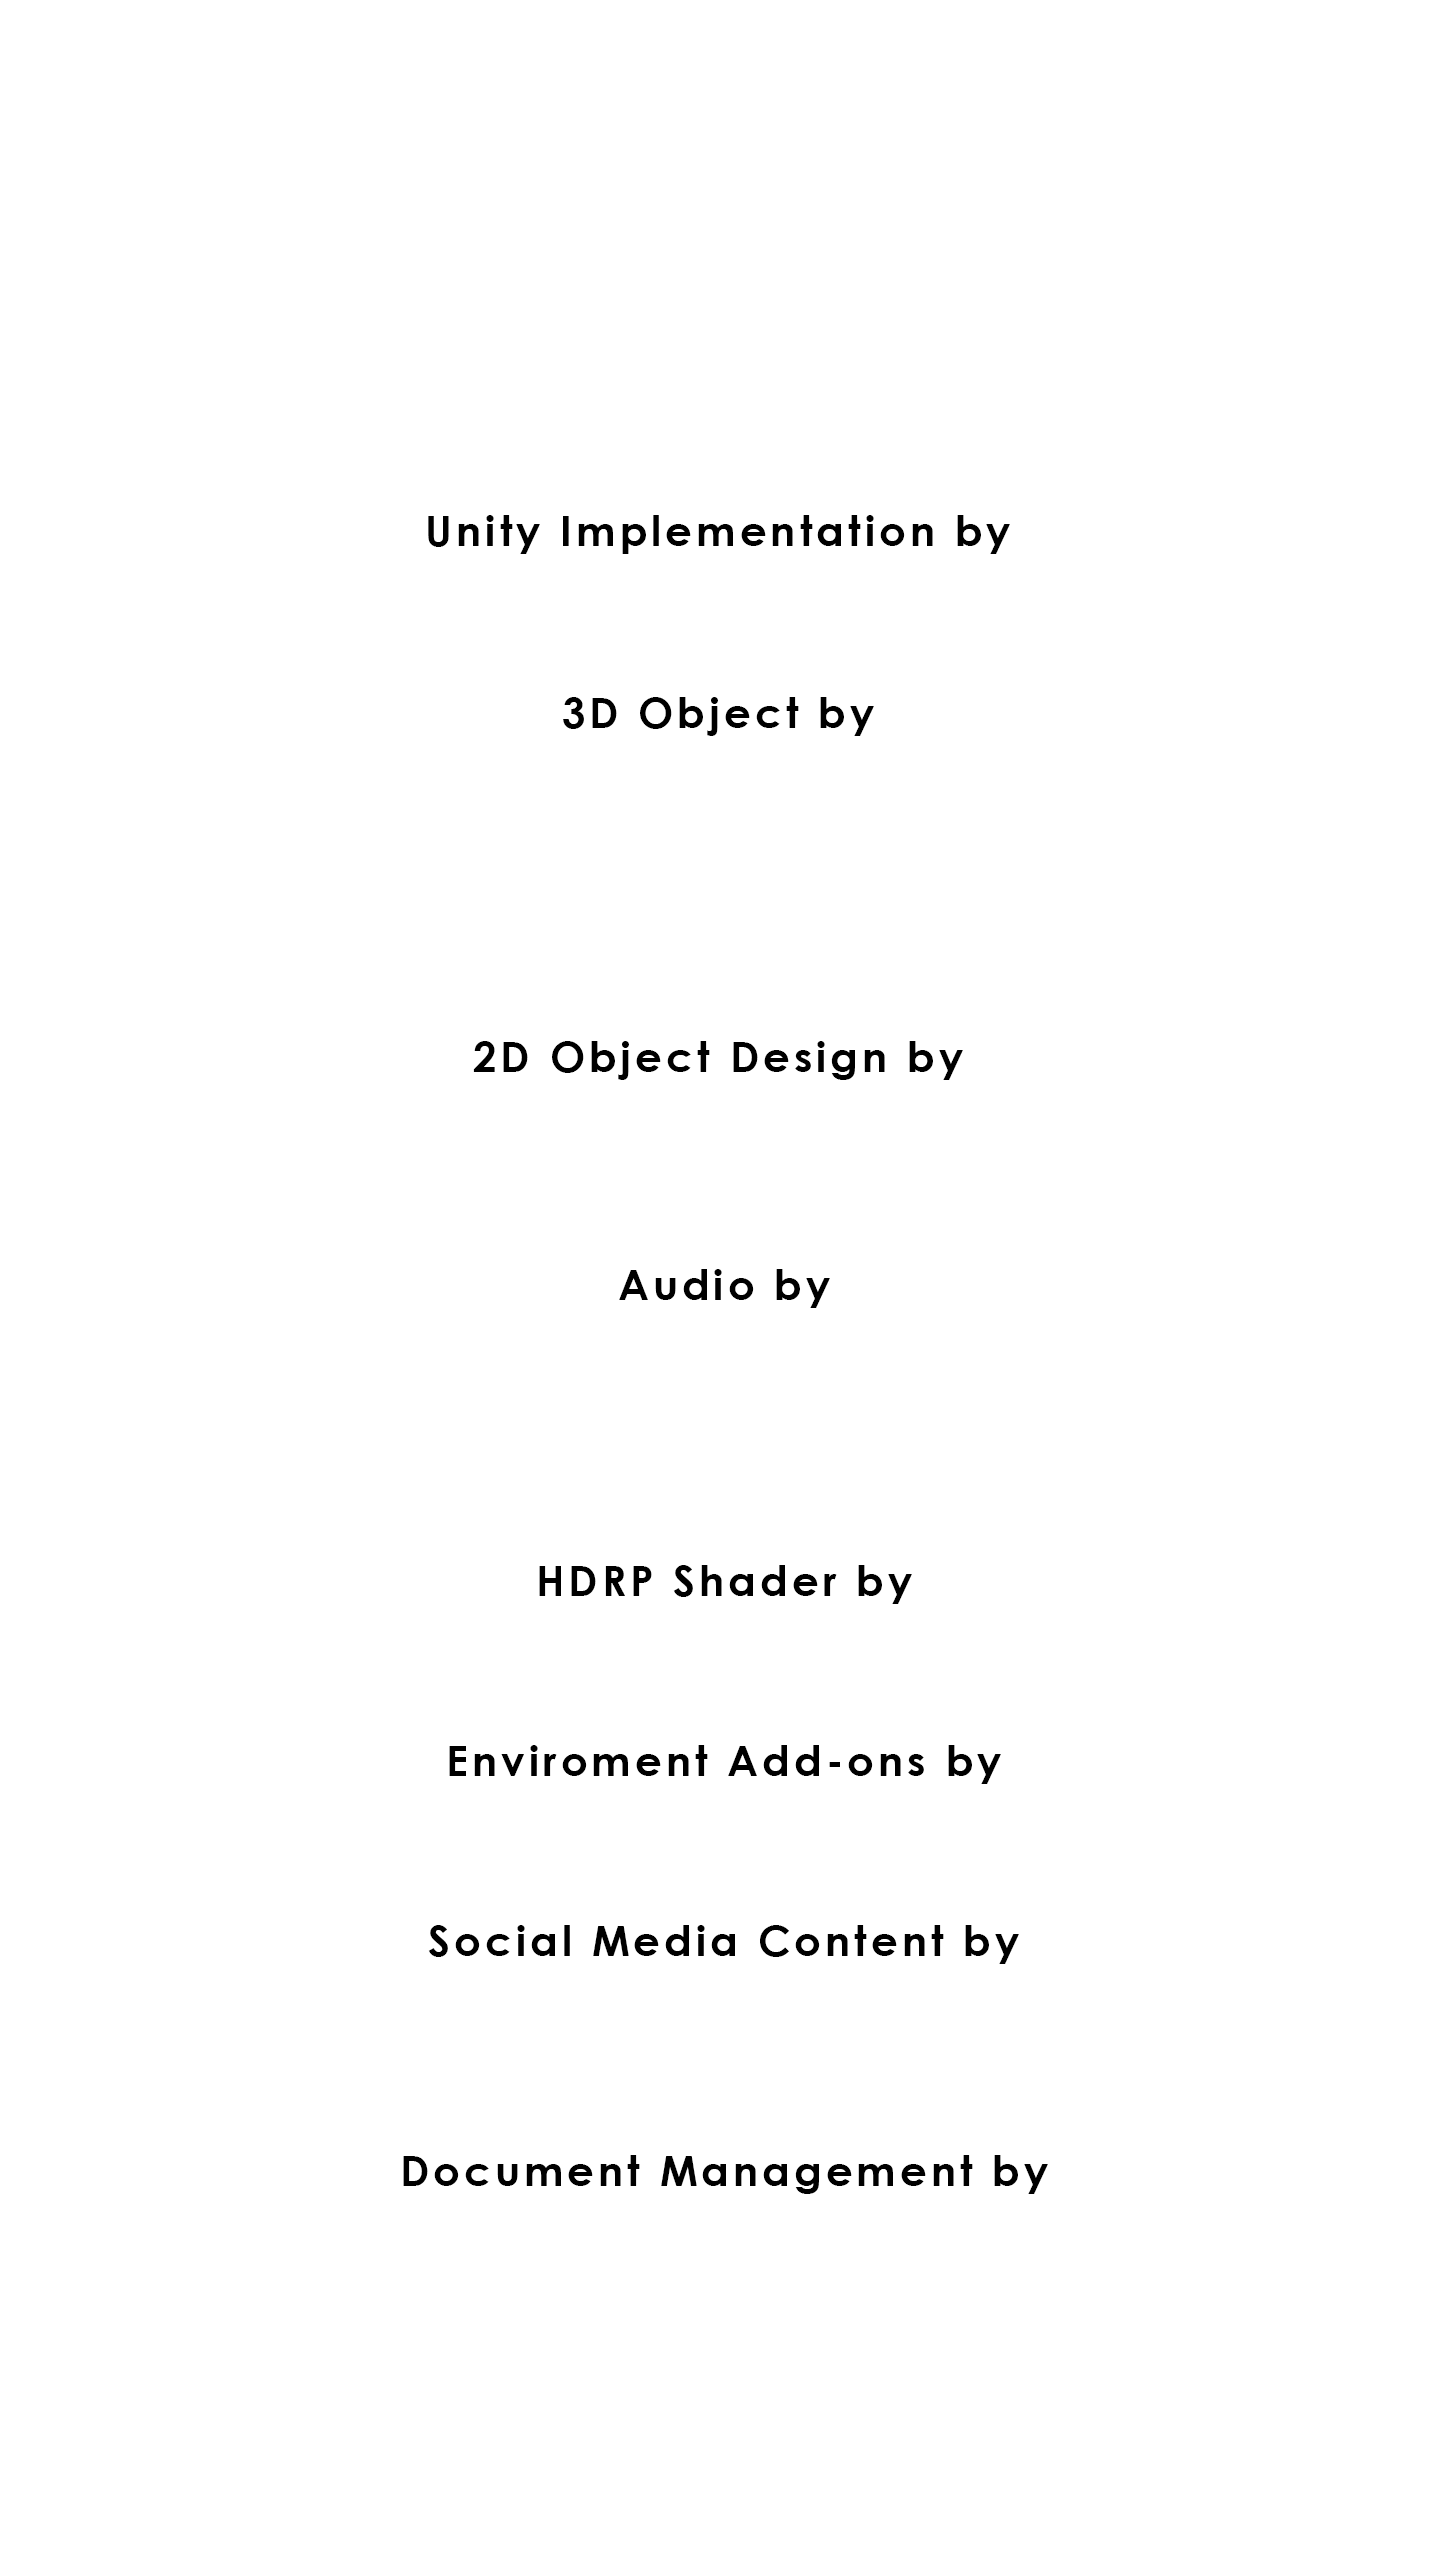 Unity Implementation by
3D Object by
2D Object Design by
Audio by
HDRP Shader by
Enviroment Add-ons by
Social Media Content by
Document Management by